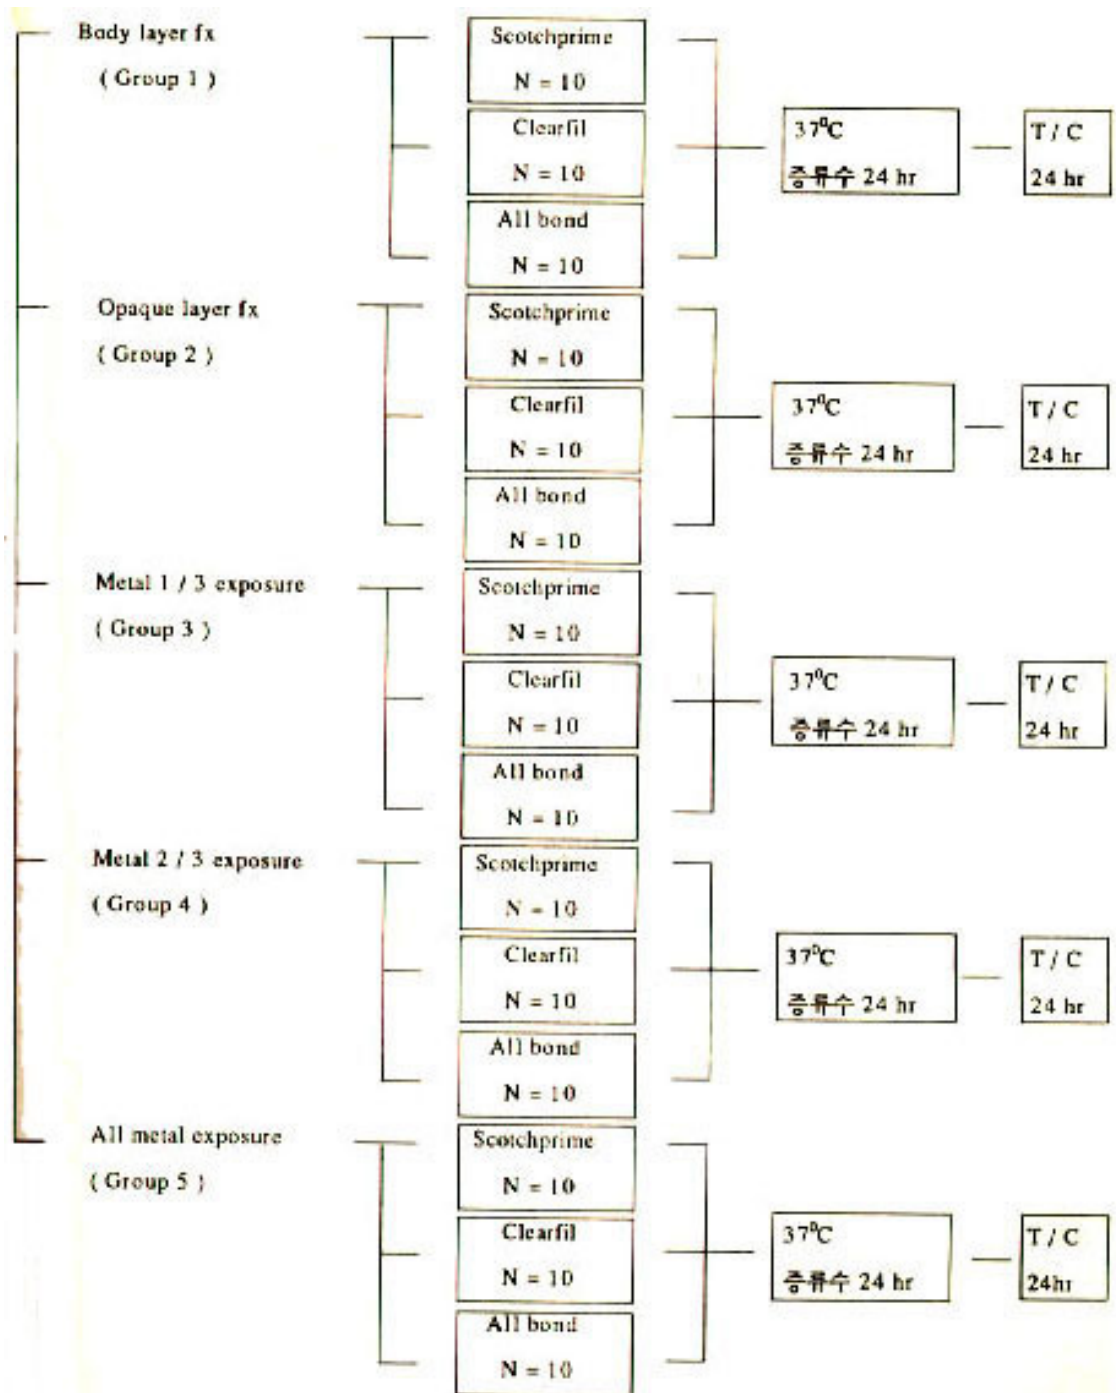 Body layer fx
( Group 1 )
Scotchprime
N = 10
Clearfil
N = 10
All bond
N = 10
37⁰C
증류수 24 hr
T / C
24 hr
Opaque layer fx
( Group 2 )
Scotchprime
N = 10
Clearfil
N = 10
All bond
N = 10
37⁰C
증류수 24 hr
T / C
24 hr
Metal 1 / 3 exposure
( Group 3 )
Scotchprime
N = 10
Clearfil
N = 10
All bond
N = 10
37⁰C
증류수 24 hr
T / C
24 hr
Metal 2 / 3 exposure
( Group 4 )
Scotchprime
N = 10
Clearfil
N = 10
All bond
N = 10
37⁰C
증류수 24 hr
T / C
24 hr
All metal exposure
( Group 5 )
Scotchprime
N = 10
Clearfil
N = 10
All bond
N = 10
37⁰C
증류수 24 hr
T / C
24hr